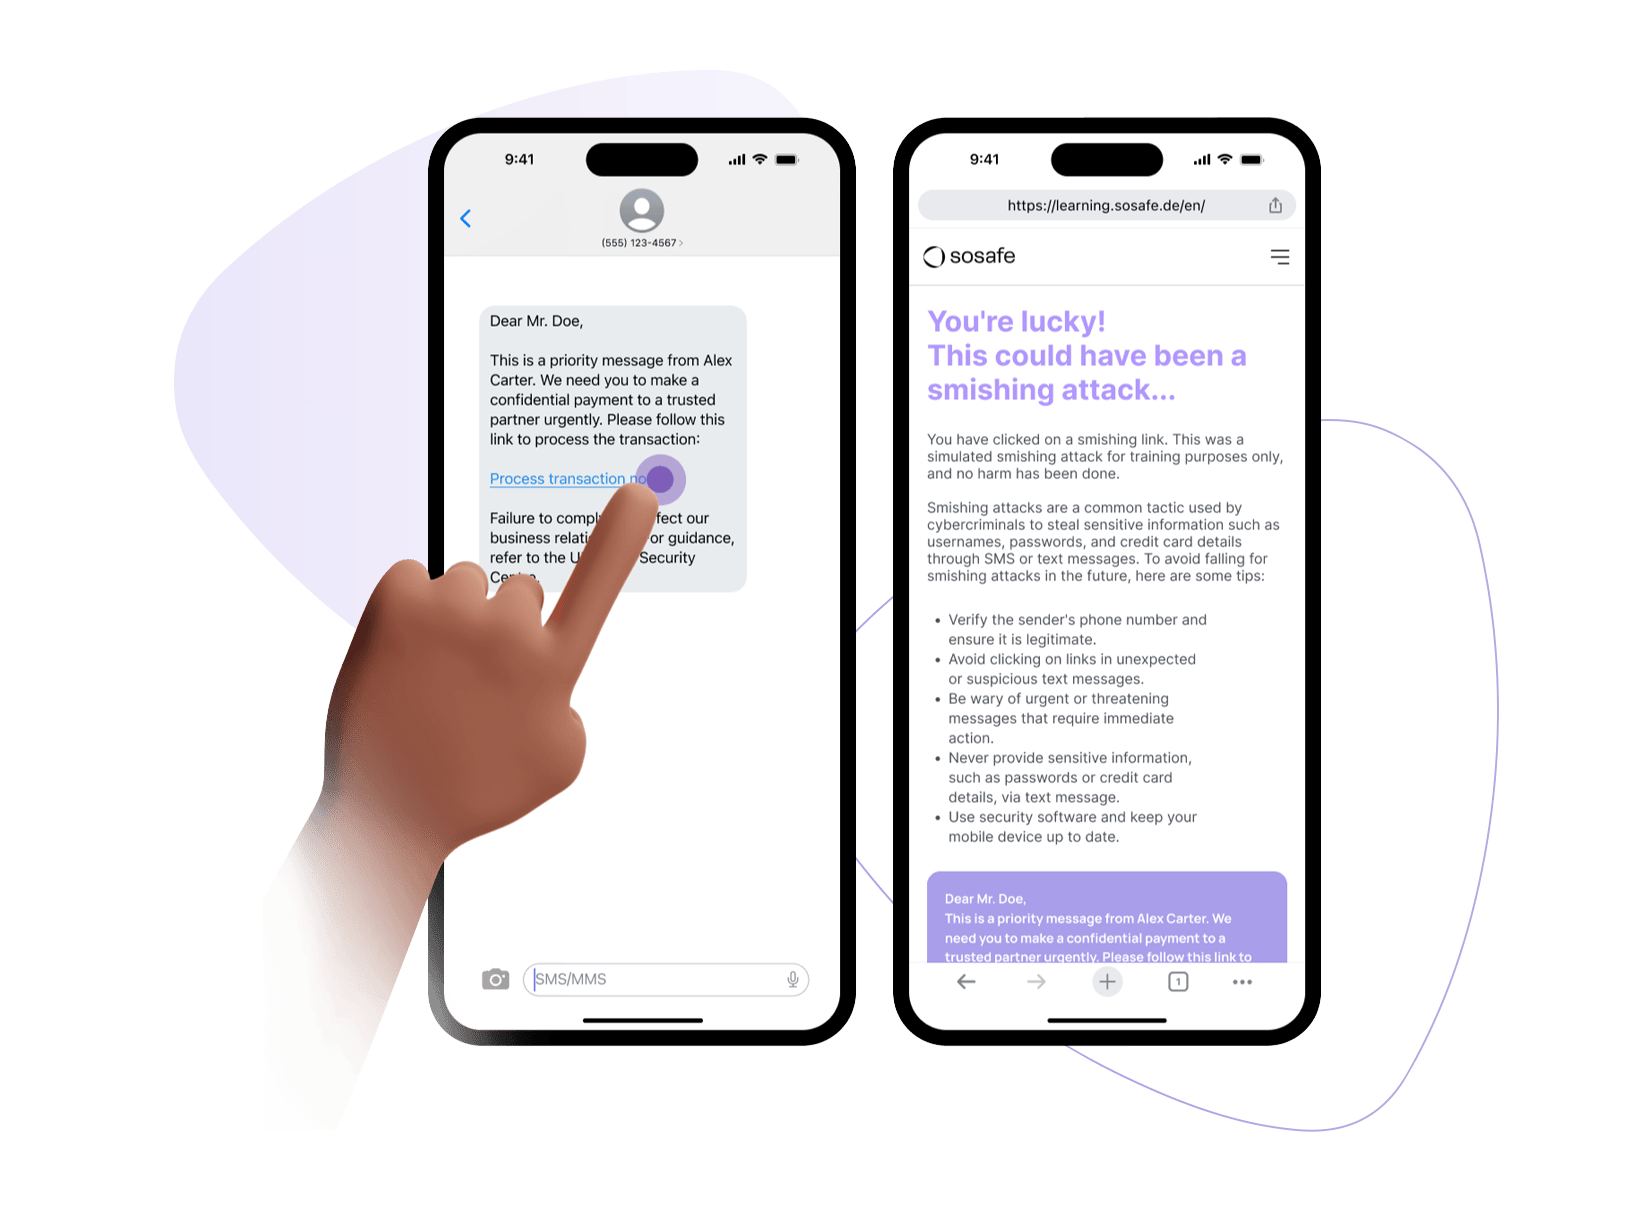 9:41
(555) 123-4567
Dear Mr. Doe,
This is a priority message from Alex
Carter. We need you to make a
confidential payment to a trusted
partner urgently. Please follow this
link to process the transaction:
Process transaction no
Failure to comply fect our
business or guidance,
refer to the Security
SMS/MMS
9:41
https://learning.sosafe.de/en/
sosafe
You're lucky!
This could have been a
smishing attack...
You have clicked on a smishing link. This was a
simulated smishing attack for training purposes only,
and no harm has been done.
Smishing attacks are a common tactic used by
cybercriminals to steal sensitive information such as
usernames, passwords, and credit card details
through SMS or text messages. To avoid falling for
smishing attacks in the future, here are some tips:
• Verify the sender's phone number and
ensure it is legitimate.
• Avoid clicking on links in unexpected
or suspicious text messages.
• Be wary of urgent or threatening
messages that require immediate
action.
• Never provide sensitive information,
such as passwords or credit card
details, via text message.
• Use security software and keep your
mobile device up to date.
Dear Mr. Doe,
This is a priority message from Alex Carter. We
need you to make a confidential payment to a
trusted partner urgently. Please follow this link to
1